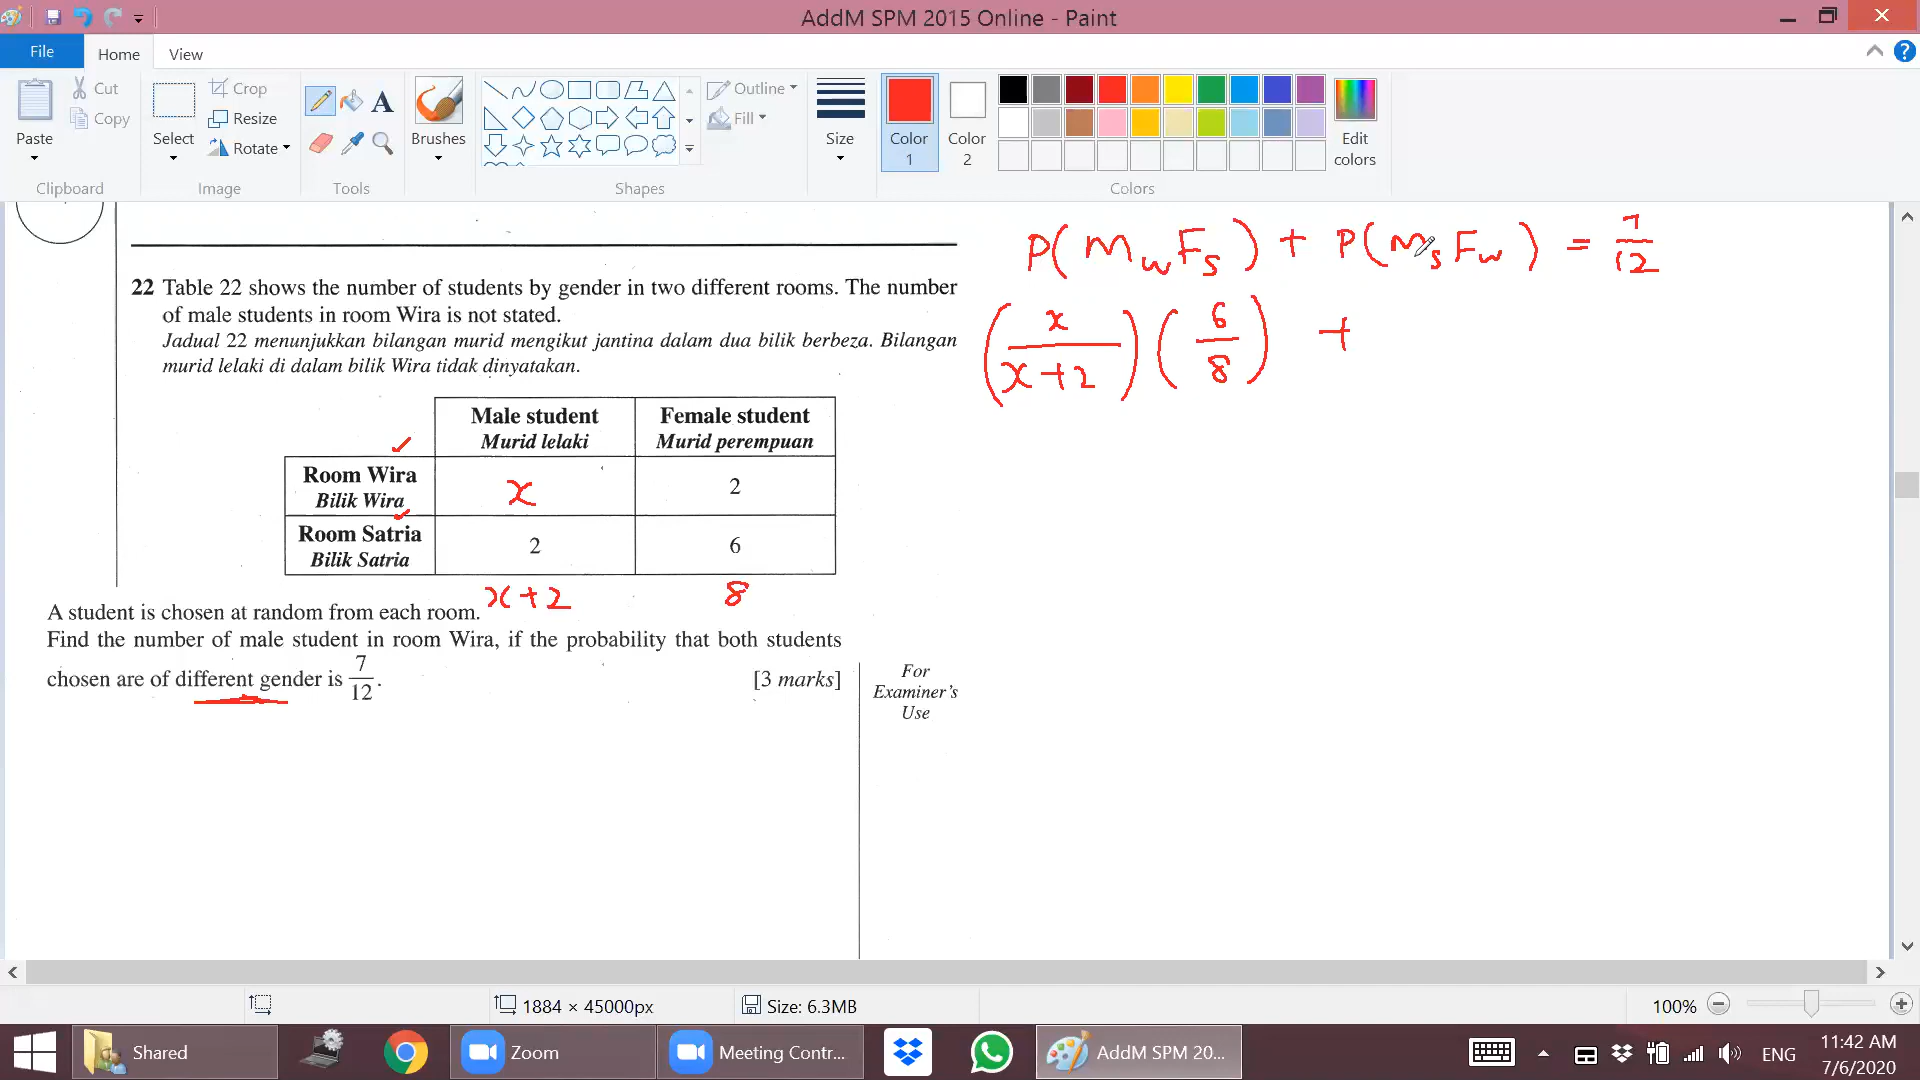 AddM SPM 2015 Online - Paint
File Home View
Paste
Cut
Copy
Clipboard
Select
Crop
Resize
Rotate
Image
A
Tools
Brushes
Shapes
Outline
Fill
Size
Color 1
Color 2
Edit colors
Colors
22 Table 22 shows the number of students by gender in two different rooms. The number
of male students in room Wira is not stated.
Jadual 22 menunjukkan bilangan murid mengikut jantina dalam dua bilik berbeza. Bilangan
murid lelaki di dalam bilik Wira tidak dinyatakan.
Male student Female student
Murid lelaki Murid perempuan
Room Wira
Bilik Wira
x 2
Room Satria
Bilik Satria
2 6
x+2 8
A student is chosen at random from each room.
Find the number of male student in room Wira, if the probability that both students
chosen are of different gender is 7/12. [3 marks]
For
Examiner's
Use
P(MwFs) + P(MsFw) = 7/12
(x/(x+2)) (6/8) +
1884 × 45000px Size: 6.3MB 100%
Shared Zoom Meeting Contr... AddM SPM 20... ENG
11:42 AM
7/6/2020